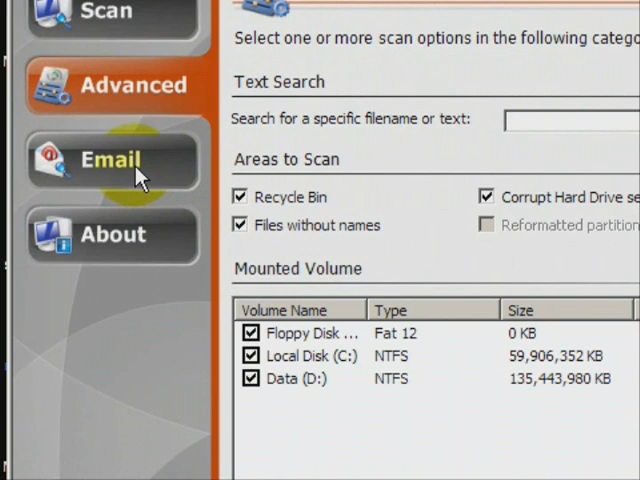 Scan
Select one or more scan options in the following
Advanced
Text Search
Search for a specific filename or text:
Email
Areas to Scan
Recycle Bin
Corrupt Hard Drive
Files without names
Reformatted partition
About
Mounted Volume
Volume Name Type Size
Floppy Disk ... Fat 12 0 KB
Local Disk (C:) NTFS 59,906,352 KB
Data (D:) NTFS 135,443,980 KB